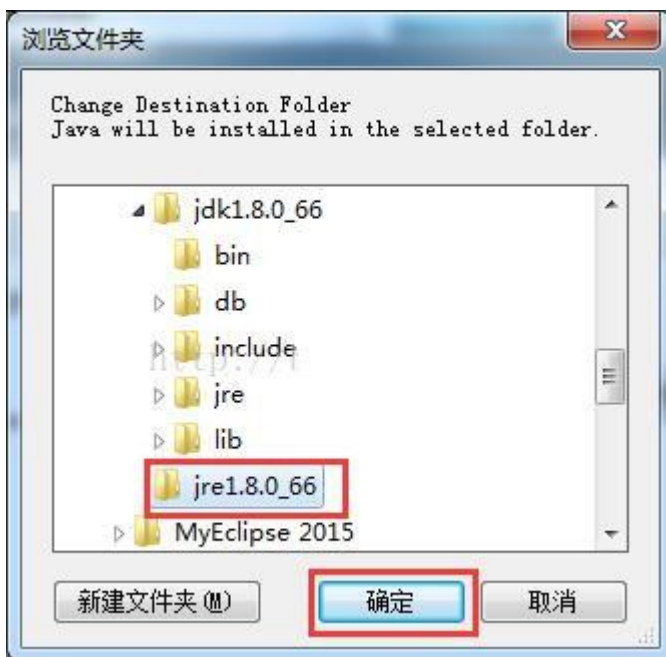 浏览文件夹
Change Destination Folder
Java will be installed in the selected folder.
jdk1.8.0_66
bin
db
include
http://
jre
lib
jre1.8.0_66
MyEclipse 2015
新建文件夹(M)
确定
取消